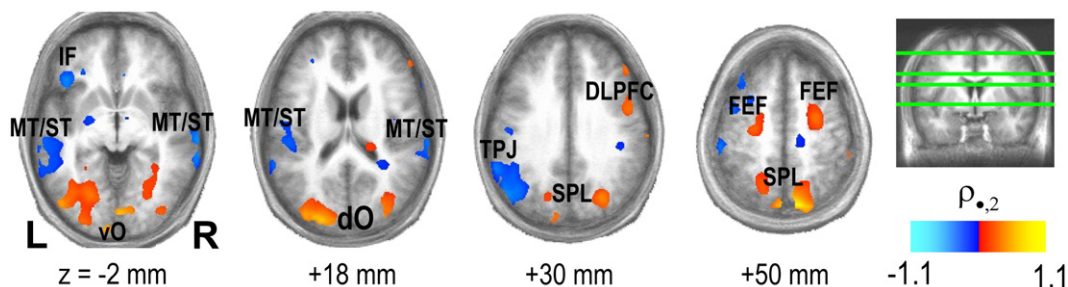 IF
MT/ST
MT/ST
vO
L
R
z = -2 mm
MT/ST
MT/ST
dO
+18 mm
DLPFC
TPJ
SPL
+30 mm
FEF
FEF
SPL
+50 mm
ρ•,2
-1.1
1.1